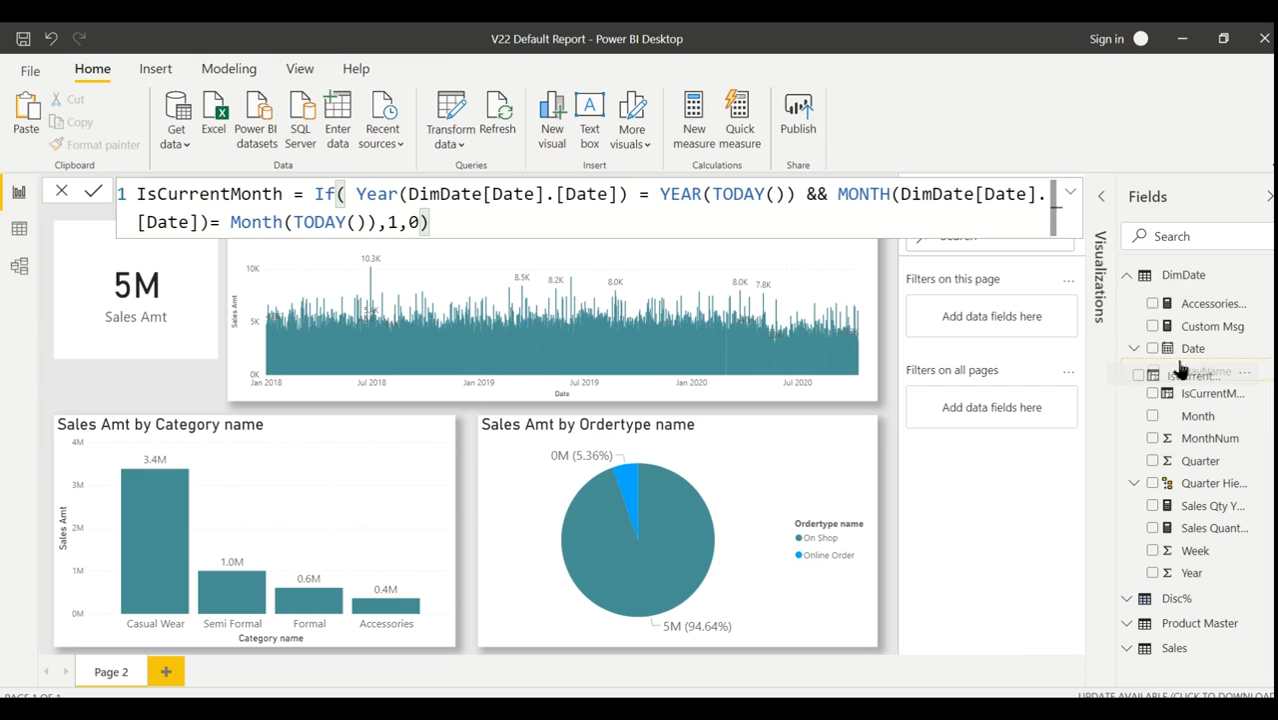 V22 Default Report - Power BI Desktop
Sign in
File
Home
Insert
Modeling
View
Help
Paste
Cut
Copy
Format painter
Clipboard
Get data
Excel
Power BI datasets
SQL Server
Enter data
Recent sources
Data
Transform data
Refresh
Queries
New visual
Text box
More visuals
Insert
New measure
Quick measure
Calculations
Publish
Share
1 IsCurrentMonth = If( Year(DimDate[Date].[Date]) = YEAR(TODAY()) && MONTH(DimDate[Date].
[Date])= Month(TODAY()),1,0)
5M
Sales Amt
Sales Amt
10K
5K
0K
10.3K
8.5K
8.2K
8.0K
8.0K
7.8K
Jan 2018
Jul 2018
Jan 2019
Jul 2019
Jan 2020
Jul 2020
Date
Sales Amt by Category name
Sales Amt
4M
3M
2M
1M
0M
3.4M
1.0M
0.6M
0.4M
Casual Wear
Semi Formal
Formal
Accessories
Category name
Sales Amt by Ordertype name
0M (5.36%)
5M (94.64%)
Ordertype name
On Shop
Online Order
Filters on this page
...
Add data fields here
Filters on all pages
...
Add data fields here
Visualizations
Fields
Search
DimDate
Accessories...
Custom Msg
Date
IsCurrentM...
Month
MonthNum
Quarter
Quarter Hie...
Sales Qty Y...
Sales Quant...
Week
Year
Disc%
Product Master
Sales
Page 2
PAGE 1 OF 1
UPDATE AVAILABLE (CLICK TO DOWNLOAD